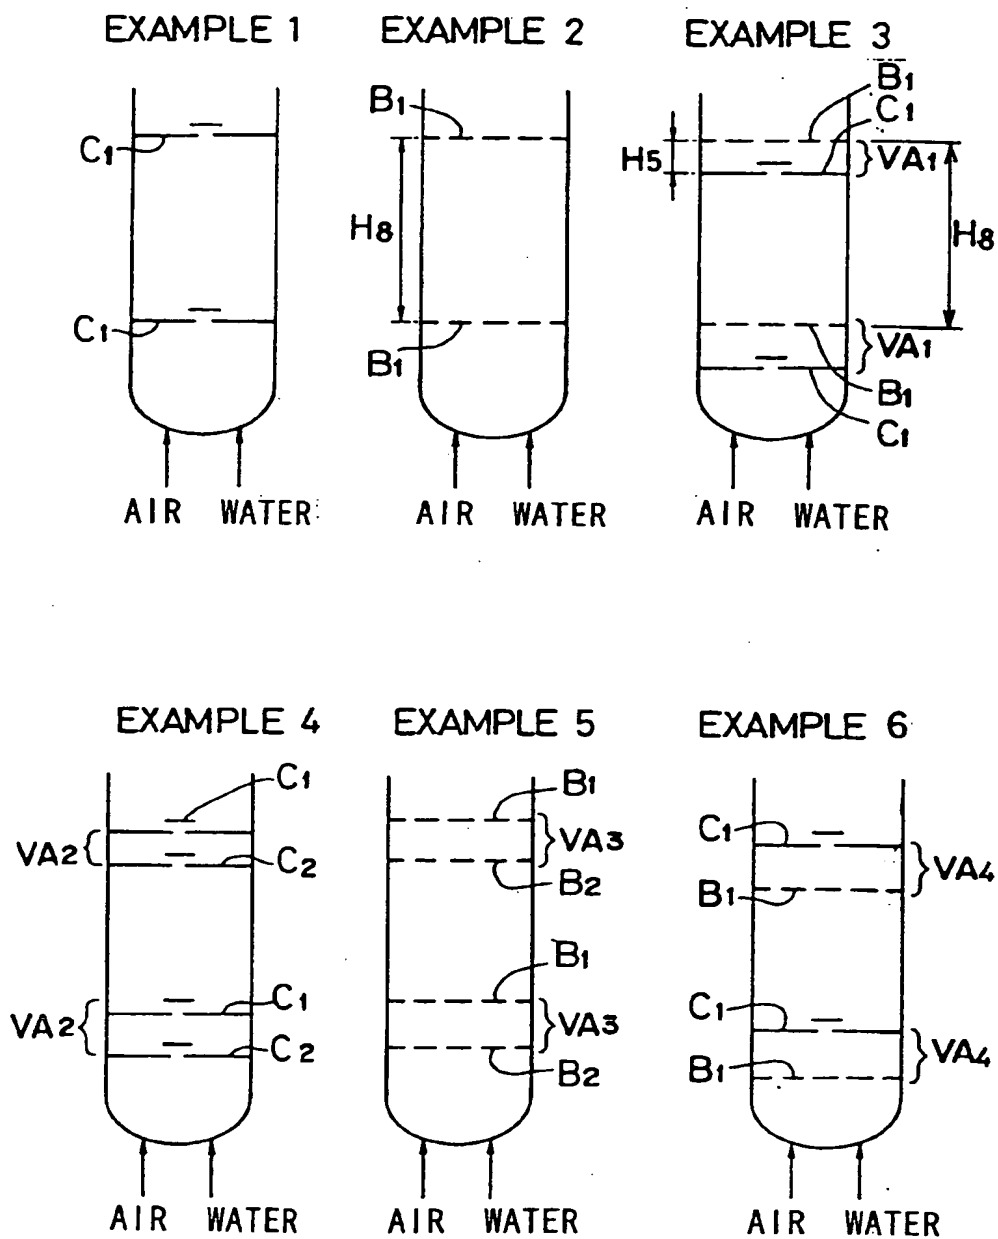 EXAMPLE 1
C1
C1
AIR WATER
EXAMPLE 2
B1
H8
B1
AIR WATER
EXAMPLE 3
B1
C1
H5
VA1
H8
VA1
B1
C1
AIR WATER
EXAMPLE 4
C1
VA2
C2
C1
VA2
C2
AIR WATER
EXAMPLE 5
B1
VA3
B2
B1
VA3
B2
AIR WATER
EXAMPLE 6
C1
VA4
B1
C1
VA4
B1
AIR WATER